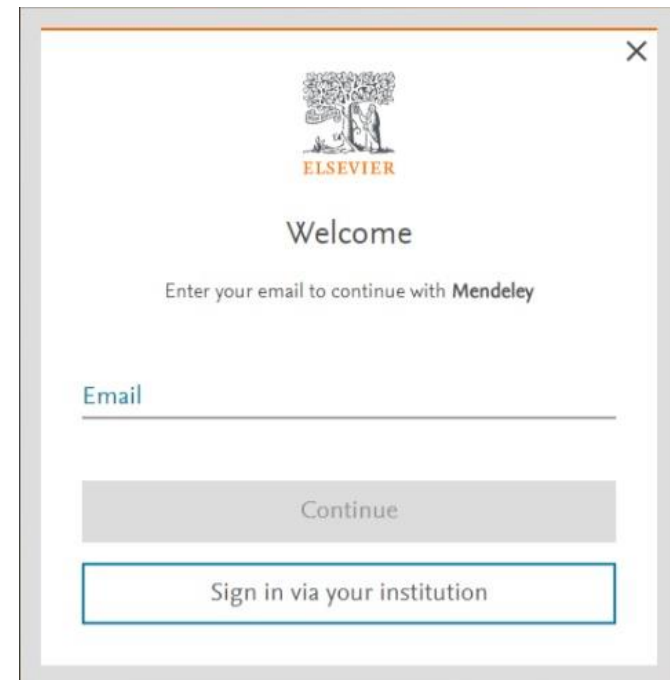 ELSEVIER
Welcome
Enter your email to continue with Mendeley
Email
Continue
Sign in via your institution